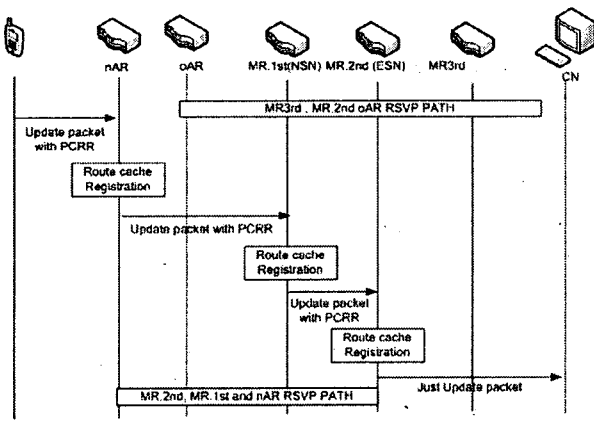 nAR
oAR
MR.1st(NSN)
MR.2nd (ESN)
MR3rd
CN
MR3rd , MR.2nd oAR RSVP PATH
Update packet
with PCRR
Route cache
Registration
Update packet with PCRR
Route cache
Registration
Update packet
with PCRR
Route cache
Registration
Just Update packet
MR.2nd, MR.1st and nAR RSVP PATH